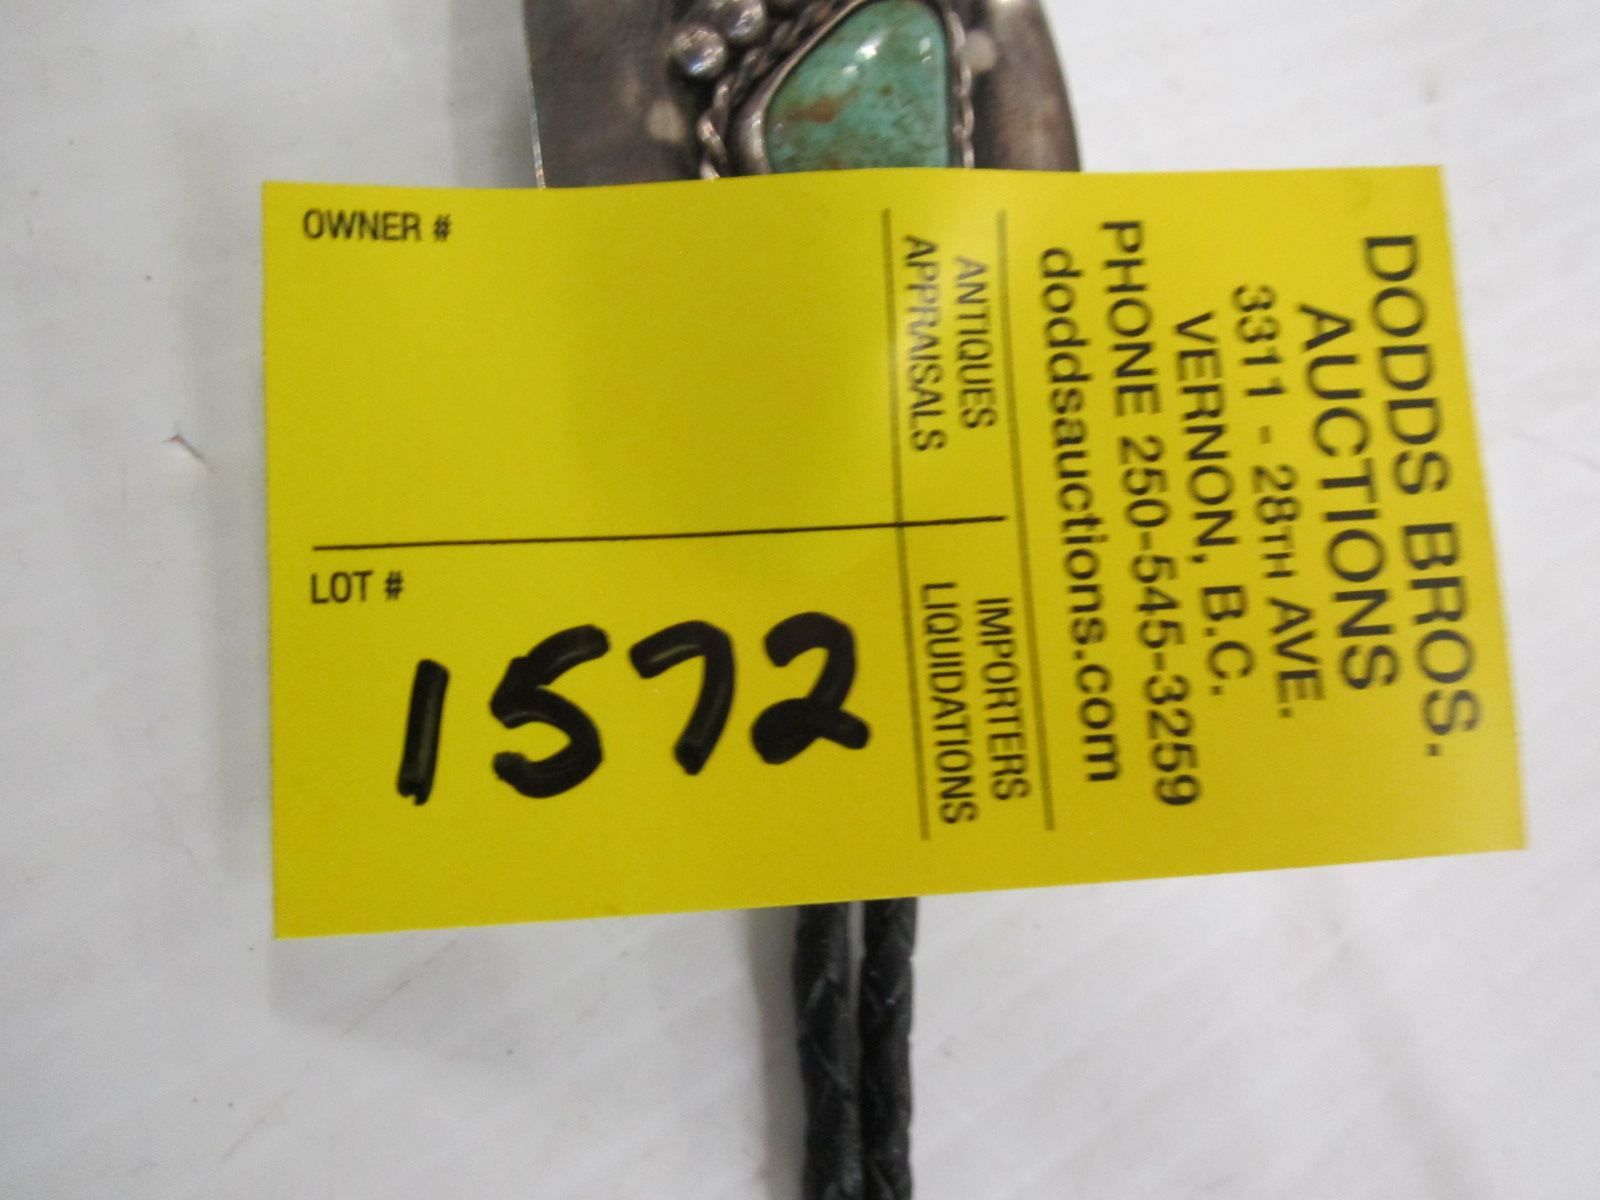 OWNER #
LOT #
1572
DODDS BROS.
AUCTIONS
3311 - 28TH AVE.
VERNON, B.C.
PHONE 250-545-3259
doddsauctions.com
ANTIQUES
APPRAISALS
IMPORTERS
LIQUIDATIONS